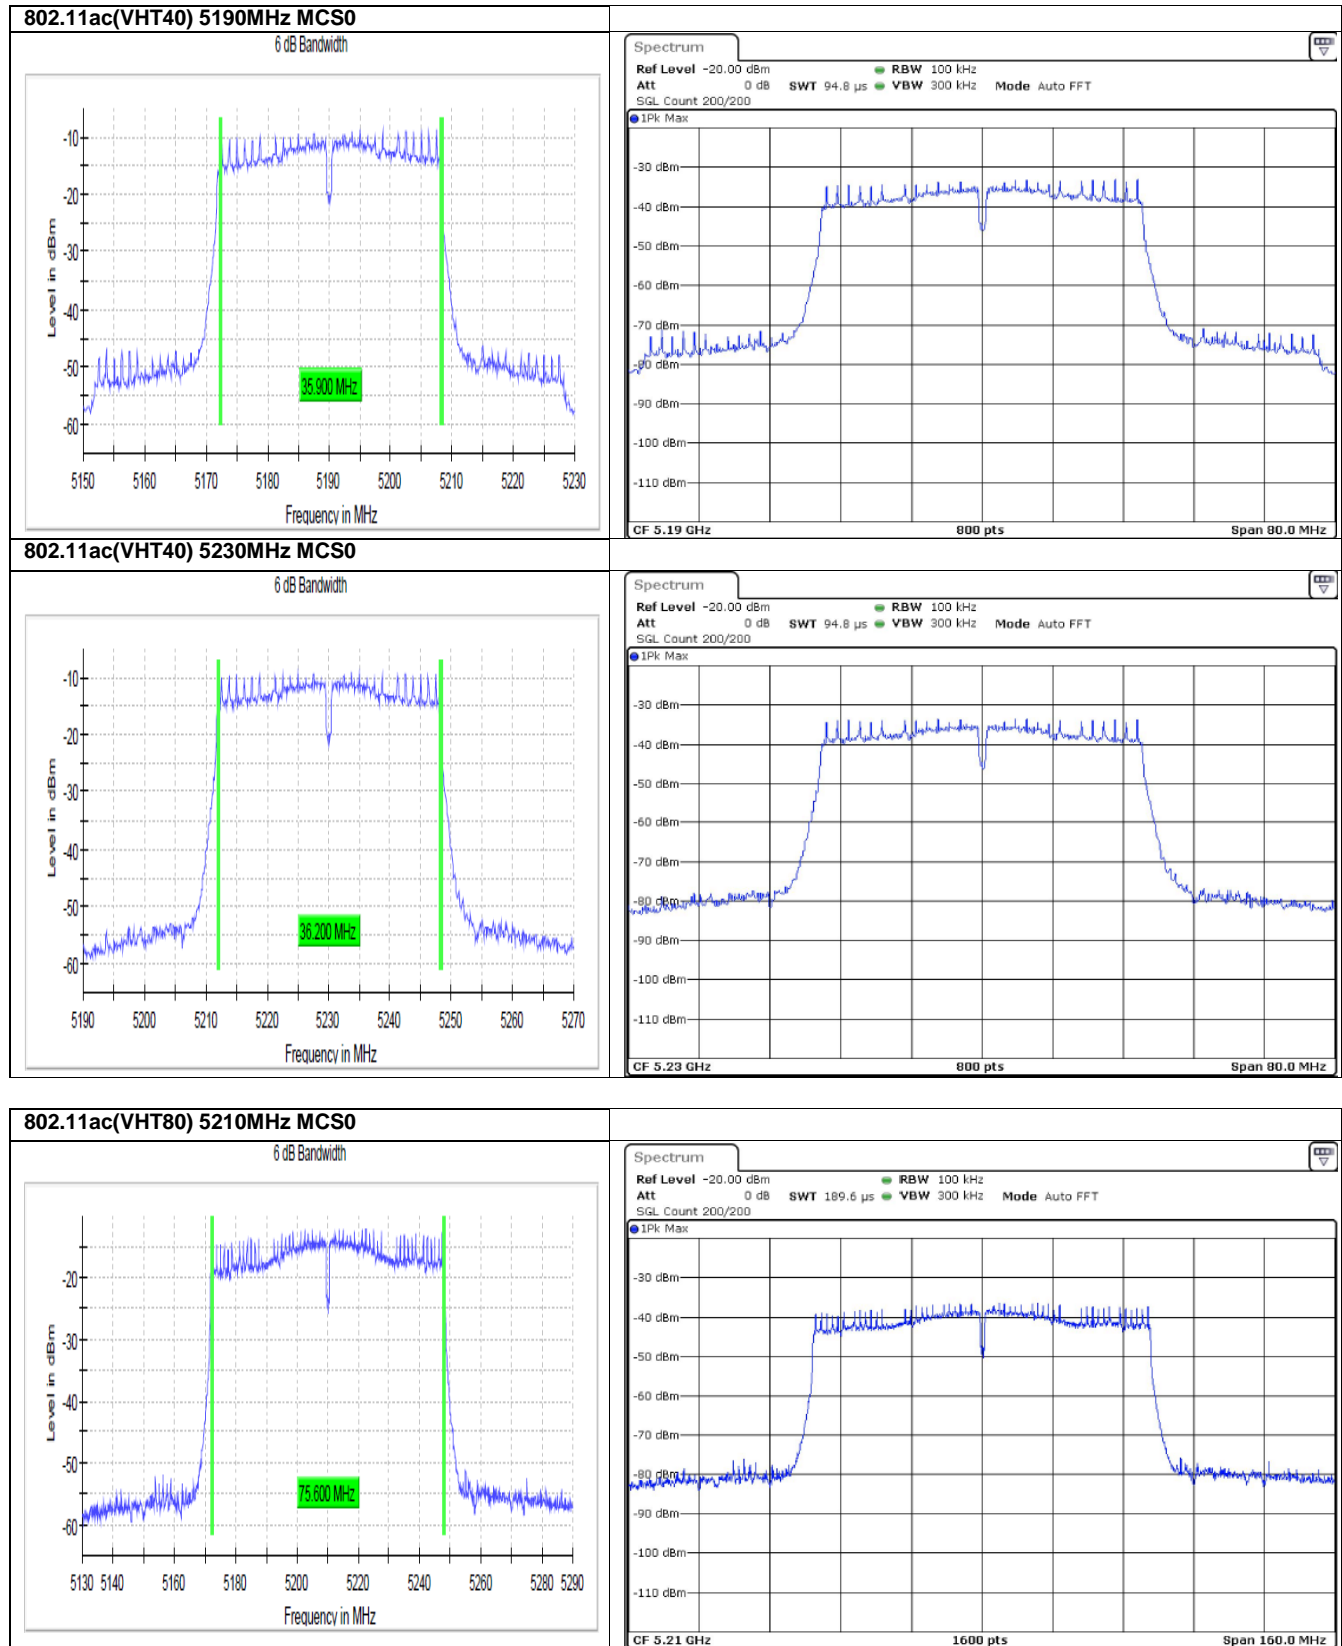 802.11ac(VHT40) 5190MHz MCS0
6 dB Bandwidth
Level in dBm
-10
-20
-30
-40
-50
-60
35.900 MHz
5150 5160 5170 5180 5190 5200 5210 5220 5230
Frequency in MHz
Spectrum
Ref Level -20.00 dBm RBW 100 kHz
Att 0 dB SWT 94.8 µs VBW 300 kHz Mode Auto FFT
SGL Count 200/200
1Pk Max
-30 dBm
-40 dBm
-50 dBm
-60 dBm
-70 dBm
-80 dBm
-90 dBm
-100 dBm
-110 dBm
CF 5.19 GHz 800 pts Span 80.0 MHz
802.11ac(VHT40) 5230MHz MCS0
6 dB Bandwidth
Level in dBm
-10
-20
-30
-40
-50
-60
36.200 MHz
5190 5200 5210 5220 5230 5240 5250 5260 5270
Frequency in MHz
Spectrum
Ref Level -20.00 dBm RBW 100 kHz
Att 0 dB SWT 94.8 µs VBW 300 kHz Mode Auto FFT
SGL Count 200/200
1Pk Max
-30 dBm
-40 dBm
-50 dBm
-60 dBm
-70 dBm
-80 dBm
-90 dBm
-100 dBm
-110 dBm
CF 5.23 GHz 800 pts Span 80.0 MHz
802.11ac(VHT80) 5210MHz MCS0
6 dB Bandwidth
Level in dBm
-20
-30
-40
-50
-60
75.600 MHz
5130 5140 5160 5180 5200 5220 5240 5260 5280 5290
Frequency in MHz
Spectrum
Ref Level -20.00 dBm RBW 100 kHz
Att 0 dB SWT 189.6 µs VBW 300 kHz Mode Auto FFT
SGL Count 200/200
1Pk Max
-30 dBm
-40 dBm
-50 dBm
-60 dBm
-70 dBm
-80 dBm
-90 dBm
-100 dBm
-110 dBm
CF 5.21 GHz 1600 pts Span 160.0 MHz